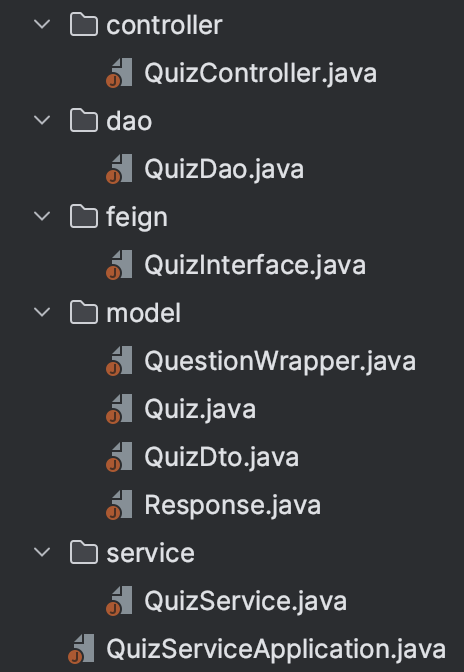 controller
QuizController.java
dao
QuizDao.java
feign
QuizInterface.java
model
QuestionWrapper.java
Quiz.java
QuizDto.java
Response.java
service
QuizService.java
QuizServiceApplication.java